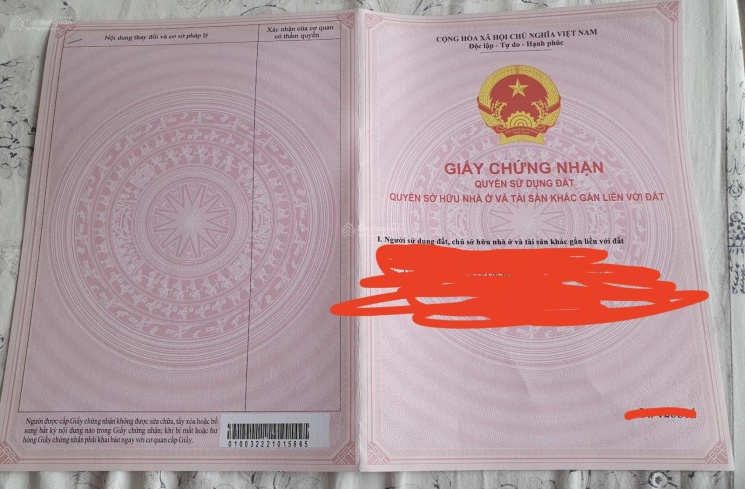 Nội dung thay đổi và cơ sở pháp lý
Xác nhận của cơ quan
có thẩm quyền
Người được cấp Giấy chứng nhận không được sửa chữa, tẩy xóa hoặc bổ
sung bất kỳ nội dung nào trong Giấy chứng nhận; khi bị mất hoặc hư
hỏng Giấy chứng nhận phải khai báo ngay với cơ quan cấp Giấy.
010032221015865
CỘNG HÒA XÃ HỘI CHỦ NGHĨA VIỆT NAM
Độc lập - Tự do - Hạnh phúc
GIẤY CHỨNG NHẬN
QUYỀN SỬ DỤNG ĐẤT
QUYỀN SỞ HỮU NHÀ Ở VÀ TÀI SẢN KHÁC GẮN LIỀN VỚI ĐẤT
I. Người sử dụng đất, chủ sở hữu nhà ở và tài sản khác gắn liền với đất